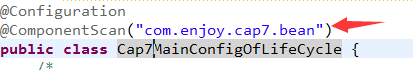 @Configuration
@ComponentScan("com.enjoy.cap7.bean")
public class Cap7MainConfigOfLifeCycle {
/*